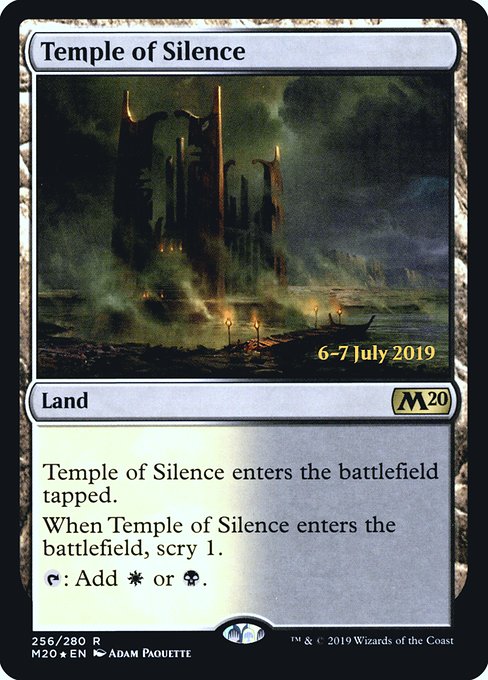 Temple of Silence
6–7 July 2019
Land
M20
Temple of Silence enters the battlefield
tapped.
When Temple of Silence enters the
battlefield, scry 1.
: Add or .
256/280 R
M20★EN Adam Paquette
™ & © 2019 Wizards of the Coast